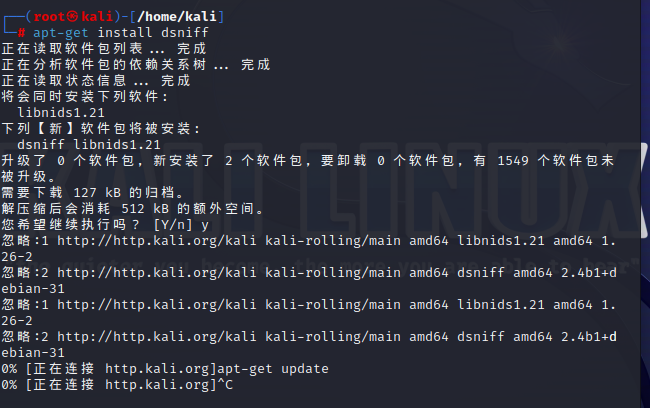 ┌──(root㉿kali)-[/home/kali]
└─# apt-get install dsniff
正在读取软件包列表... 完成
正在分析软件包的依赖关系树... 完成
正在读取状态信息... 完成
将会同时安装下列软件：
  libnids1.21
下列【新】软件包将被安装：
  dsniff libnids1.21
升级了 0 个软件包，新安装了 2 个软件包，要卸载 0 个软件包，有 1549 个软件包未
被升级。
需要下载 127 kB 的归档。
解压缩后会消耗 512 kB 的额外空间。
您希望继续执行吗？ [Y/n] y
忽略:1 http://http.kali.org/kali kali-rolling/main amd64 libnids1.21 amd64 1.
26-2
忽略:2 http://http.kali.org/kali kali-rolling/main amd64 dsniff amd64 2.4b1+d
ebian-31
忽略:1 http://http.kali.org/kali kali-rolling/main amd64 libnids1.21 amd64 1.
26-2
忽略:2 http://http.kali.org/kali kali-rolling/main amd64 dsniff amd64 2.4b1+d
ebian-31
0% [正在连接 http.kali.org]apt-get update
0% [正在连接 http.kali.org]^C
KALI LINUX